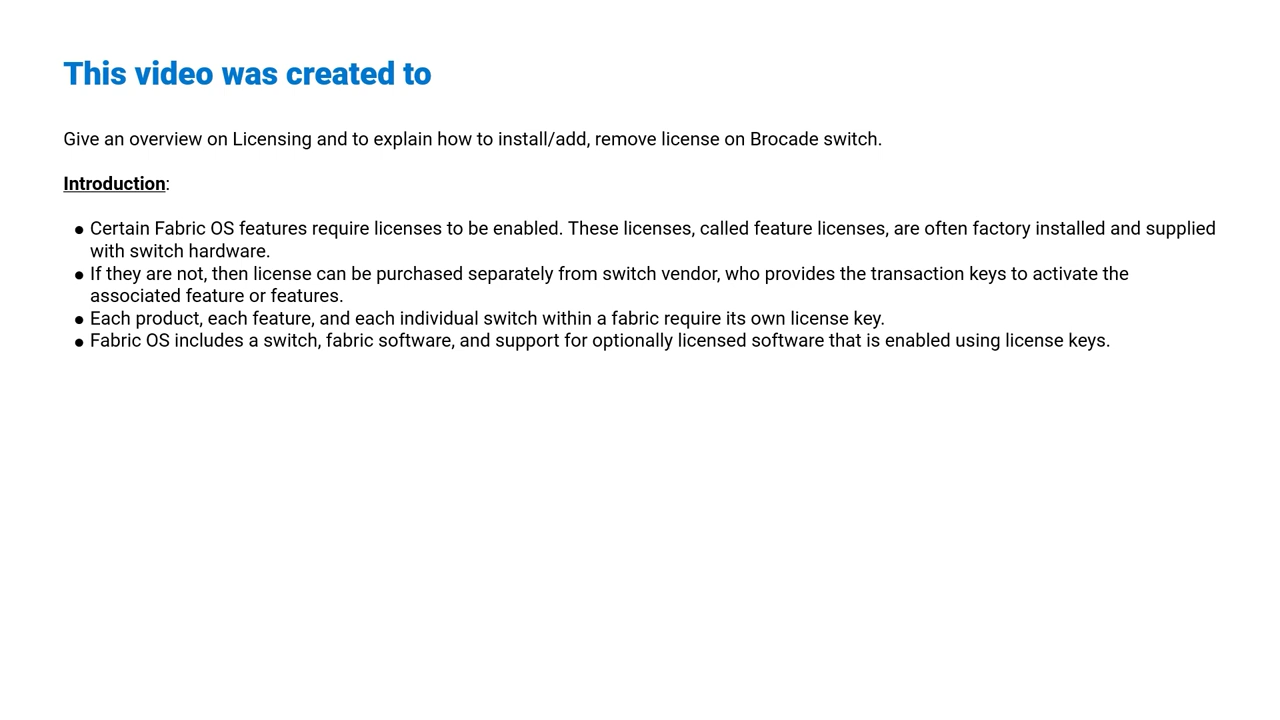 This video was created to
Give an overview on Licensing and to explain how to install/add, remove license on Brocade switch.
Introduction:
● Certain Fabric OS features require licenses to be enabled. These licenses, called feature licenses, are often factory installed and supplied
with switch hardware.
● If they are not, then license can be purchased separately from switch vendor, who provides the transaction keys to activate the
associated feature or features.
● Each product, each feature, and each individual switch within a fabric require its own license key.
● Fabric OS includes a switch, fabric software, and support for optionally licensed software that is enabled using license keys.